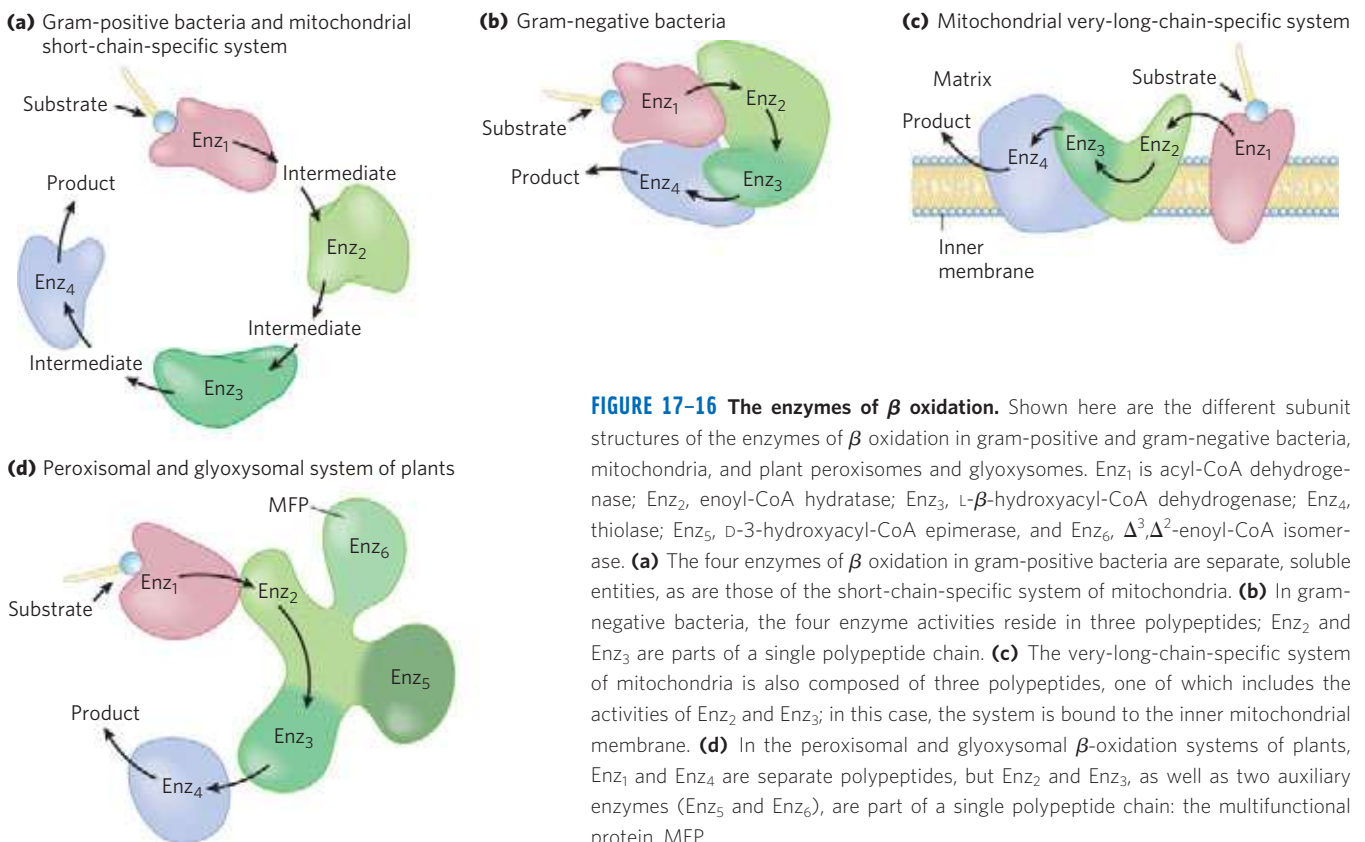 (a) Gram-positive bacteria and mitochondrial
short-chain-specific system
Substrate
Enz1
Intermediate
Enz2
Intermediate
Enz3
Intermediate
Enz4
Product
(b) Gram-negative bacteria
Substrate
Enz1
Enz2
Enz3
Enz4
Product
(c) Mitochondrial very-long-chain-specific system
Matrix
Substrate
Product
Enz4
Enz3
Enz2
Enz1
Inner
membrane
(d) Peroxisomal and glyoxysomal system of plants
MFP
Enz6
Enz1
Enz2
Substrate
Enz5
Product
Enz3
Enz4
FIGURE 17–16 The enzymes of β oxidation. Shown here are the different subunit
structures of the enzymes of β oxidation in gram-positive and gram-negative bacteria,
mitochondria, and plant peroxisomes and glyoxysomes. Enz1 is acyl-CoA dehydroge-
nase; Enz2, enoyl-CoA hydratase; Enz3, L-β-hydroxyacyl-CoA dehydrogenase; Enz4,
thiolase; Enz5, D-3-hydroxyacyl-CoA epimerase, and Enz6, Δ3,Δ2-enoyl-CoA isomer-
ase. (a) The four enzymes of β oxidation in gram-positive bacteria are separate, soluble
entities, as are those of the short-chain-specific system of mitochondria. (b) In gram-
negative bacteria, the four enzyme activities reside in three polypeptides; Enz2 and
Enz3 are parts of a single polypeptide chain. (c) The very-long-chain-specific system
of mitochondria is also composed of three polypeptides, one of which includes the
activities of Enz2 and Enz3; in this case, the system is bound to the inner mitochondrial
membrane. (d) In the peroxisomal and glyoxysomal β-oxidation systems of plants,
Enz1 and Enz4 are separate polypeptides, but Enz2 and Enz3, as well as two auxiliary
enzymes (Enz5 and Enz6), are part of a single polypeptide chain: the multifunctional
protein, MFP